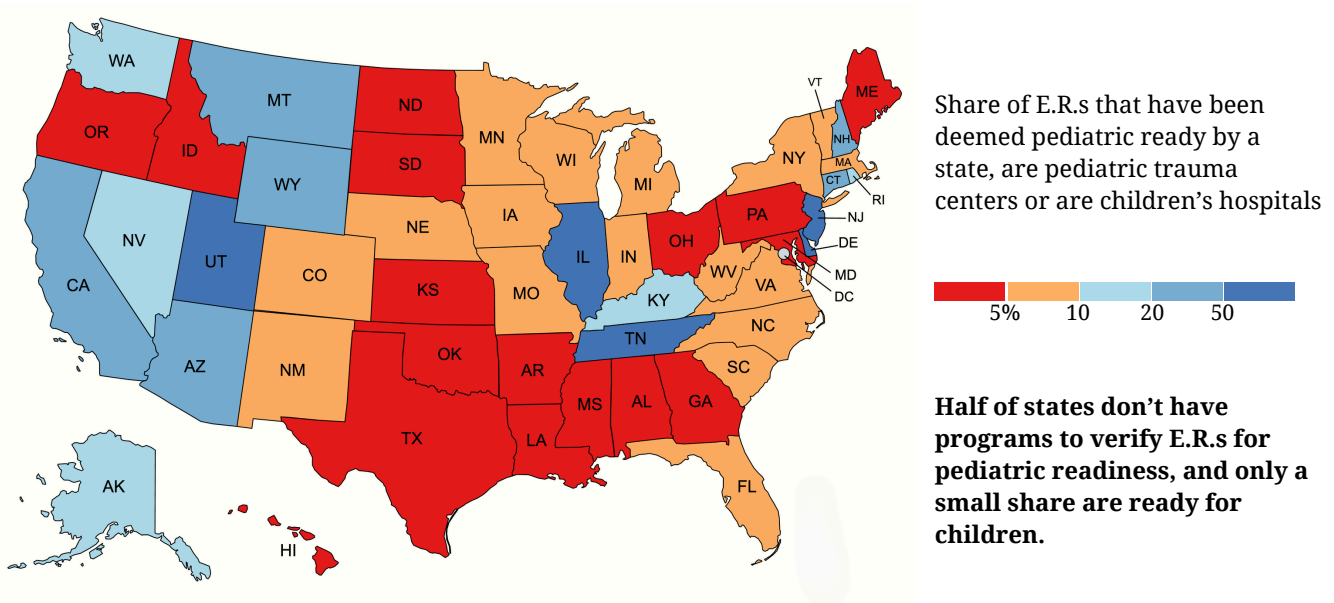 WA
MT
ND
MN
OR
ID
SD
WY
WI
MI
NY
VT
NH
ME
MA
CT
RI
NV
UT
CA
CO
NE
IA
IL
IN
OH
PA
NJ
DE
MD
DC
WV
VA
KY
KS
MO
AZ
NM
OK
AR
TN
NC
SC
MS
AL
GA
TX
LA
FL
AK
HI
Share of E.R.s that have been
deemed pediatric ready by a
state, are pediatric trauma
centers or are children’s hospitals
5% 10 20 50
Half of states don’t have
programs to verify E.R.s for
pediatric readiness, and only a
small share are ready for
children.